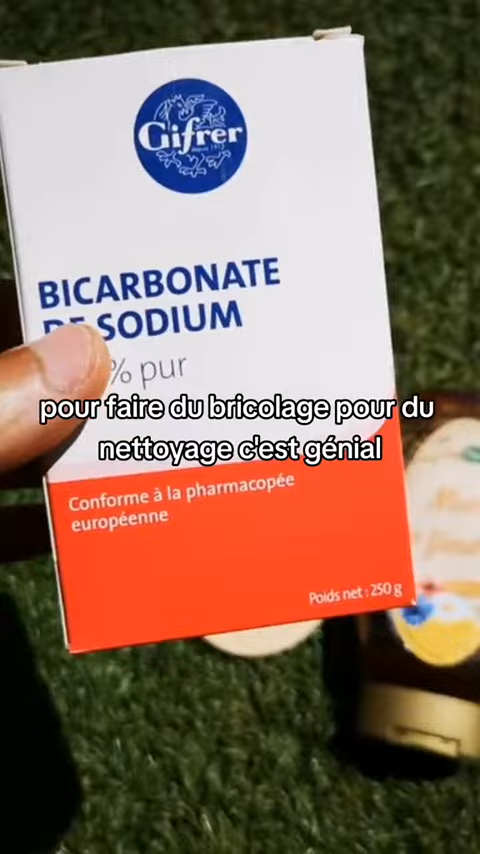 Gifrer
BICARBONATE
DE SODIUM
% pur
pour faire du bricolage pour du
nettoyage c'est génial
Conforme à la pharmacopée
européenne
Poids net : 250 g